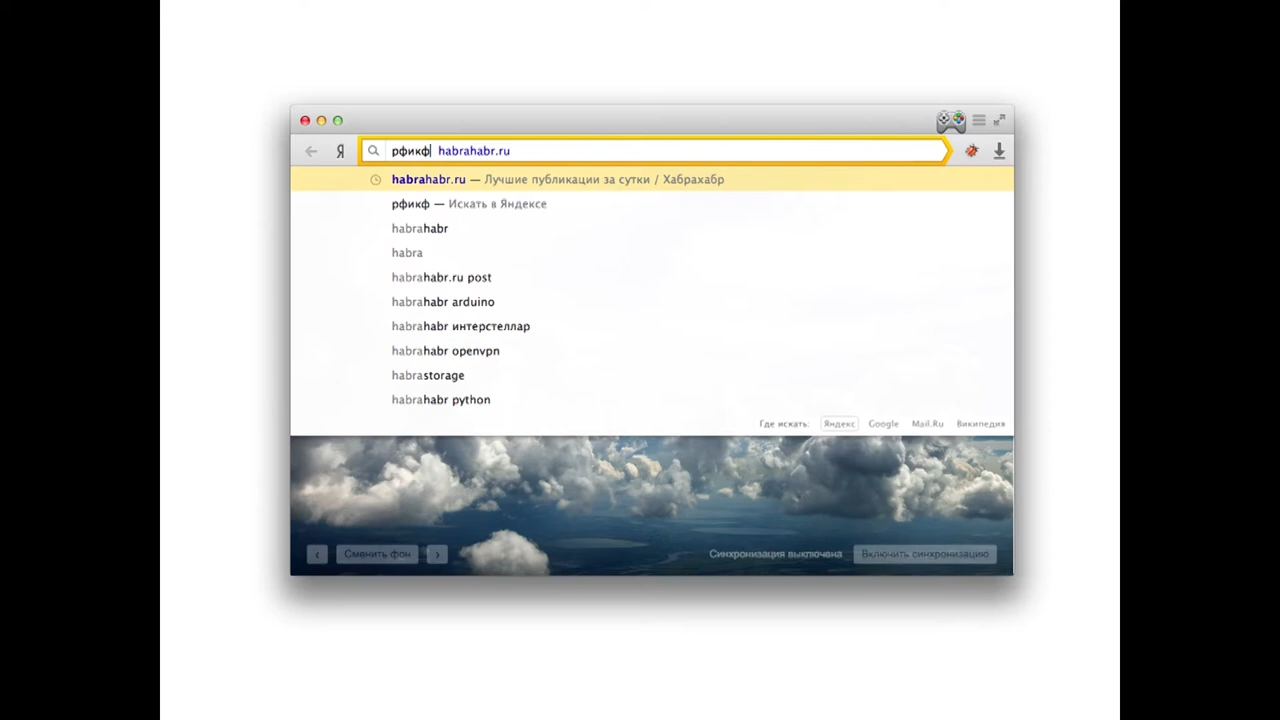 Я рфикф habrahabr.ru
habrahabr.ru — Лучшие публикации за сутки / Хабрахабр
рфикф — Искать в Яндексе
habrahabr
habra
habrahabr.ru post
habrahabr arduino
habrahabr интерстеллар
habrahabr openvpn
habrastorage
habrahabr python
Где искать: Яндекс Google Mail.Ru Википедия
‹ Сменить фон › Синхронизация выключена Включить синхронизацию